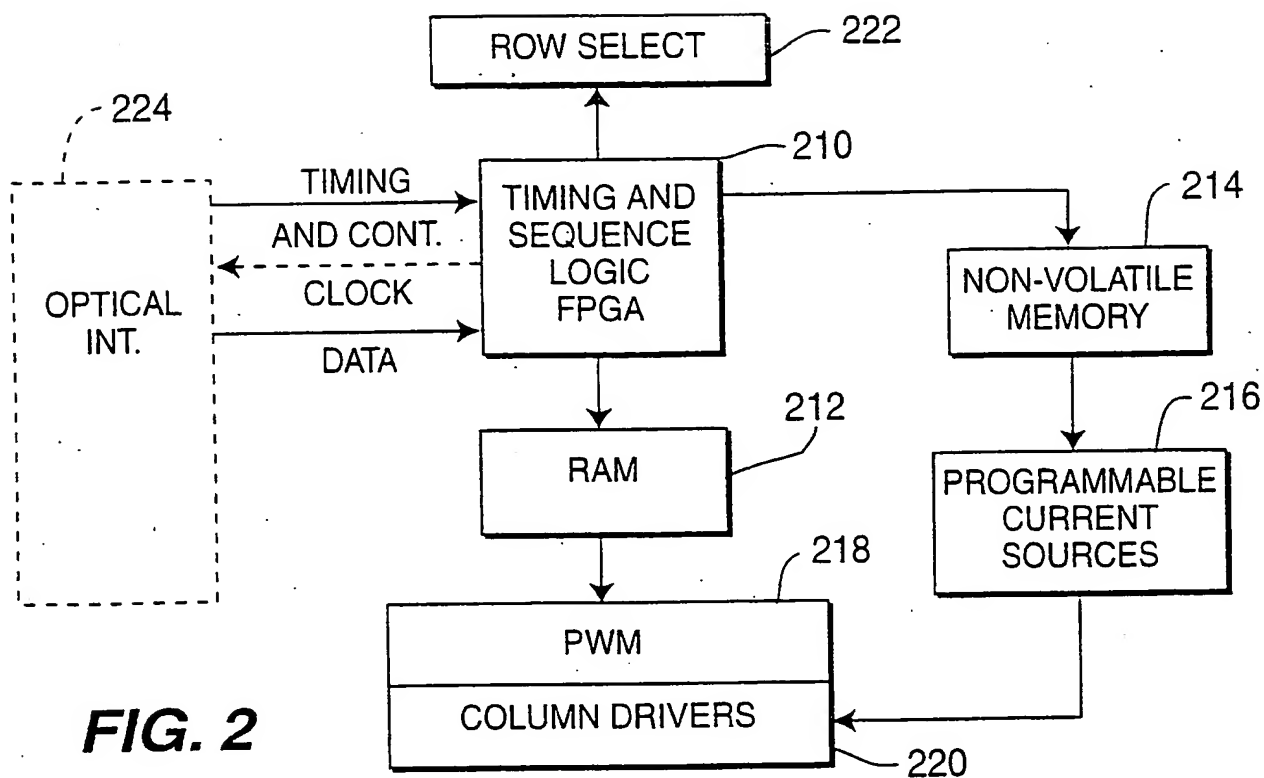 ROW SELECT
222
224
210
TIMING
AND CONT.
CLOCK
DATA
TIMING AND
SEQUENCE
LOGIC
FPGA
214
OPTICAL
INT.
NON-VOLATILE
MEMORY
212
216
RAM
PROGRAMMABLE
CURRENT
SOURCES
218
PWM
COLUMN DRIVERS
220
FIG. 2